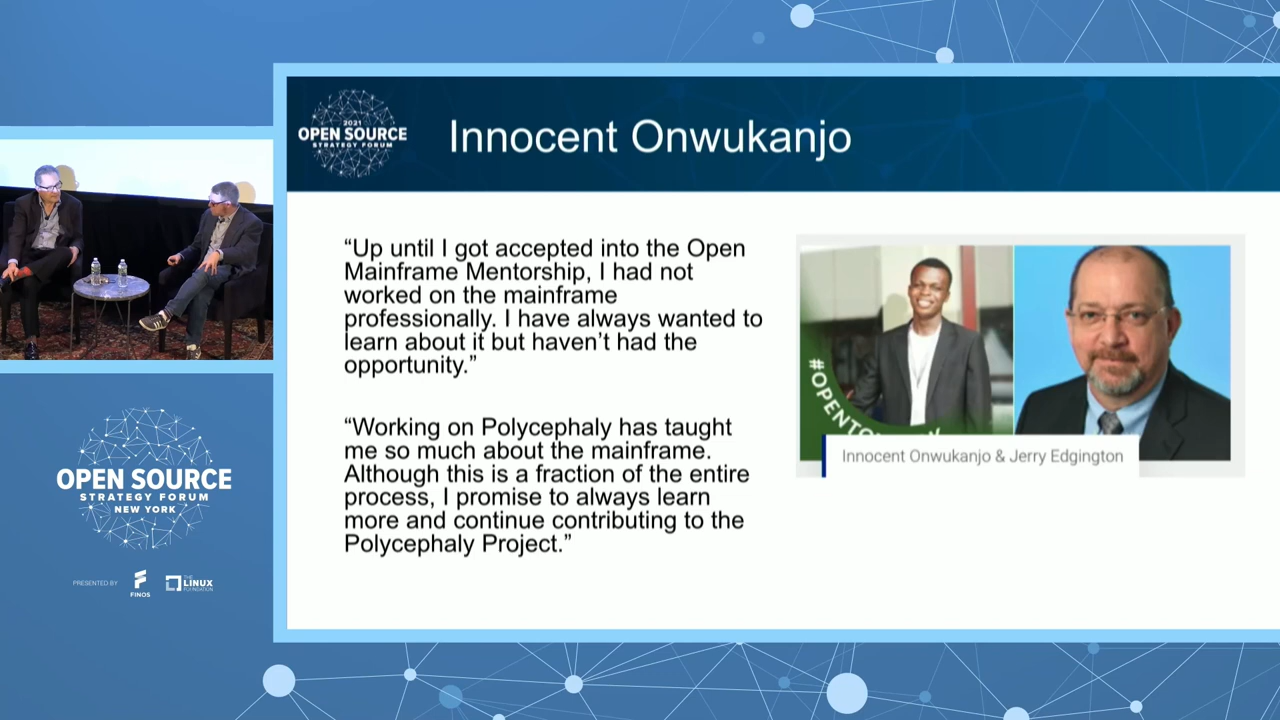 2021
OPEN SOURCE
STRATEGY FORUM
Innocent Onwukanjo
“Up until I got accepted into the Open
Mainframe Mentorship, I had not
worked on the mainframe
professionally. I have always wanted to
learn about it but haven’t had the
opportunity.”
“Working on Polycephaly has taught
me so much about the mainframe.
Although this is a fraction of the entire
process, I promise to always learn
more and continue contributing to the
Polycephaly Project.”
Innocent Onwukanjo & Jerry Edgington
OPEN SOURCE
STRATEGY FORUM
NEW YORK
PRESENTED BY
FINOS
THE
LINUX
FOUNDATION